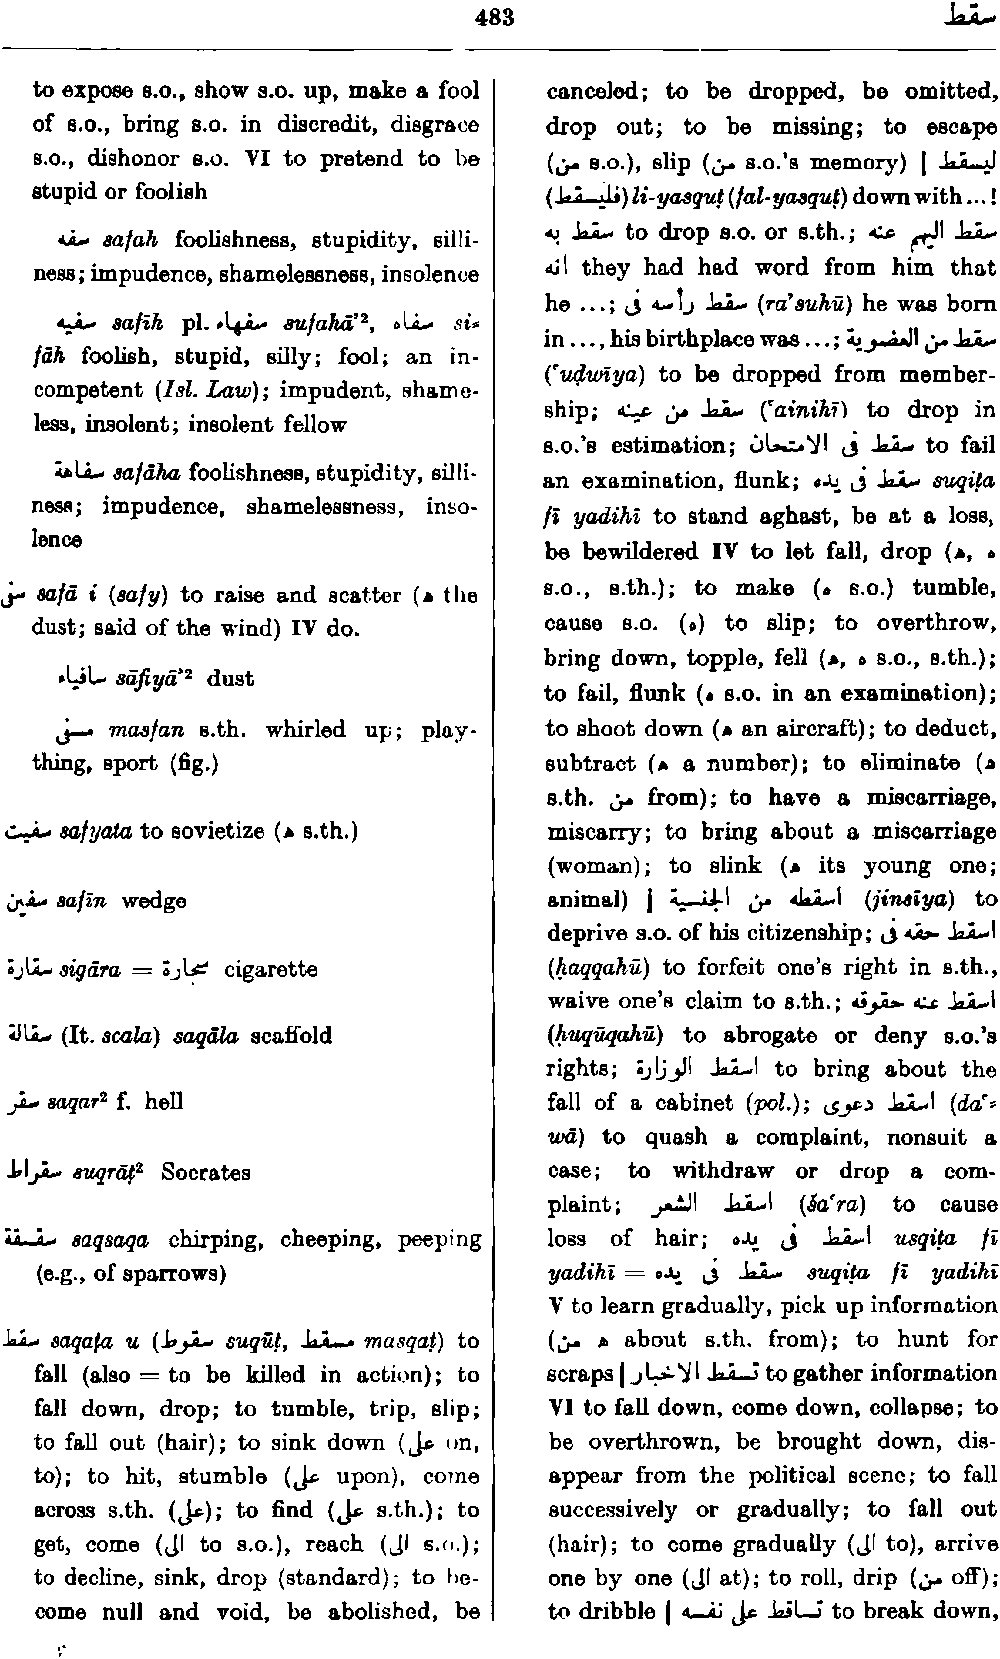 483
سقط
to expose s.o., show s.o. up, make a fool
of s.o., bring s.o. in discredit, disgrace
s.o., dishonor s.o. VI to pretend to be
stupid or foolish
سفه safah foolishness, stupidity, silli-
ness; impudence, shamelessness, insolence
سفيه safīh pl. سفهاء sufahā’², سفاه si-
fāh foolish, stupid, silly; fool; an in-
competent (Isl. Law); impudent, shame-
less, insolent; insolent fellow
سفاهة safāha foolishness, stupidity, silli-
ness; impudence, shamelessness, inso-
lence
سفى safā i (safy) to raise and scatter (ه the
dust; said of the wind) IV do.
سافياء sāfiyā’² dust
مسفى masfan s.th. whirled up; play-
thing, sport (fig.)
سفيت safyata to sovietize (ه s.th.)
سفين safīn wedge
سقارة sigāra = سجارة cigarette
سقالة (It. scala) saqāla scaffold
سقر saqar² f. hell
سقراط suqrāṭ² Socrates
سقسقة saqsaqa chirping, cheeping, peeping
(e.g., of sparrows)
سقط saqaṭa u (سقوط suqūṭ, مسقط masqaṭ) to
fall (also = to be killed in action); to
fall down, drop; to tumble, trip, slip;
to fall out (hair); to sink down (على on,
to); to hit, stumble (على upon), come
across s.th. (على); to find (على s.th.); to
get, come (الى to s.o.), reach (الى s.o.);
to decline, sink, drop (standard); to be-
come null and void, be abolished, be
canceled; to be dropped, be omitted,
drop out; to be missing; to escape
(من s.o.), slip (من s.o.’s memory) | ليسقط
(فليسقط) li-yasquṭ (fal-yasquṭ) down with ...!
سقط به to drop s.o. or s.th.; سقط اليهم عنه
انه they had had word from him that
he ...; سقط رأسه فى (ra’suhū) he was born
in ..., his birthplace was ...; سقط من العضوية
(‘uḍwīya) to be dropped from member-
ship; سقط من عينه (‘ainihī) to drop in
s.o.’s estimation; سقط فى الامتحان to fail
an examination, flunk; سقط فى يده suqiṭa
fī yadihī to stand aghast, be at a loss,
be bewildered IV to let fall, drop (ه, ه
s.o., s.th.); to make (ه s.o.) tumble,
cause s.o. (ه) to slip; to overthrow,
bring down, topple, fell (ه, ه s.o., s.th.);
to fail, flunk (ه s.o. in an examination);
to shoot down (ه an aircraft); to deduct,
subtract (ه a number); to eliminate (ه
s.th. من from); to have a miscarriage,
miscarry; to bring about a miscarriage
(woman); to slink (ه its young one;
animal) | اسقطه من الجنسية (jinsīya) to
deprive s.o. of his citizenship; اسقط حقه فى
(ḥaqqahū) to forfeit one’s right in s.th.,
waive one’s claim to s.th.; اسقط عنه حقوقه
(ḥuqūqahū) to abrogate or deny s.o.’s
rights; اسقط الوزارة to bring about the
fall of a cabinet (pol.); اسقط دعوى (da‘-
wā) to quash a complaint, nonsuit a
case; to withdraw or drop a com-
plaint; اسقط الشعر (ša‘ra) to cause
loss of hair; اسقط فى يده usqiṭa fī
yadihī = سقط فى يده suqiṭa fī yadihī
V to learn gradually, pick up information
(من ه about s.th. from); to hunt for
scraps | تسقط الاخبار to gather information
VI to fall down, come down, collapse; to
be overthrown, be brought down, dis-
appear from the political scene; to fall
successively or gradually; to fall out
(hair); to come gradually (الى to), arrive
one by one (الى at); to roll, drip (من off);
to dribble | تساقط على نفسه to break down,